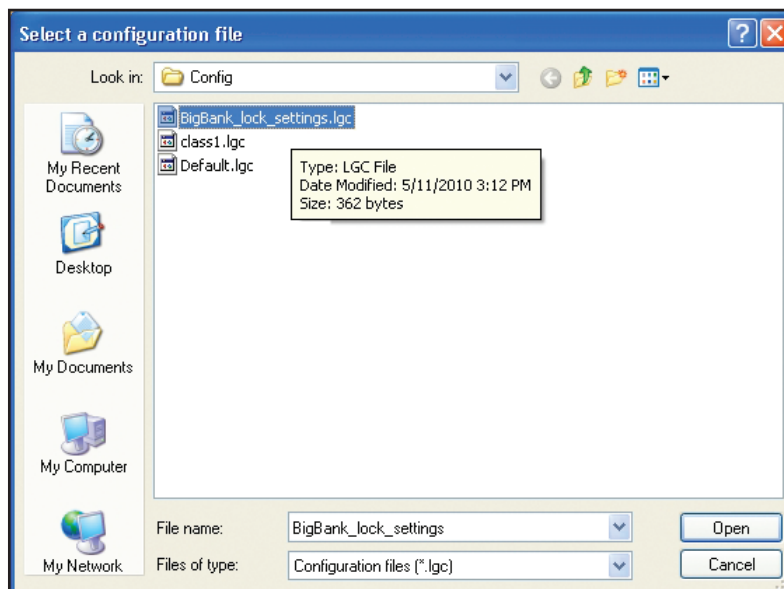 Select a configuration file
Look in:
Config
My Recent
Documents
Desktop
My Documents
My Computer
My Network
BigBank_lock_settings.lgc
class1.lgc
Default.lgc
Type: LGC File
Date Modified: 5/11/2010 3:12 PM
Size: 362 bytes
File name:
BigBank_lock_settings
Open
Files of type:
Configuration files (*.lgc)
Cancel